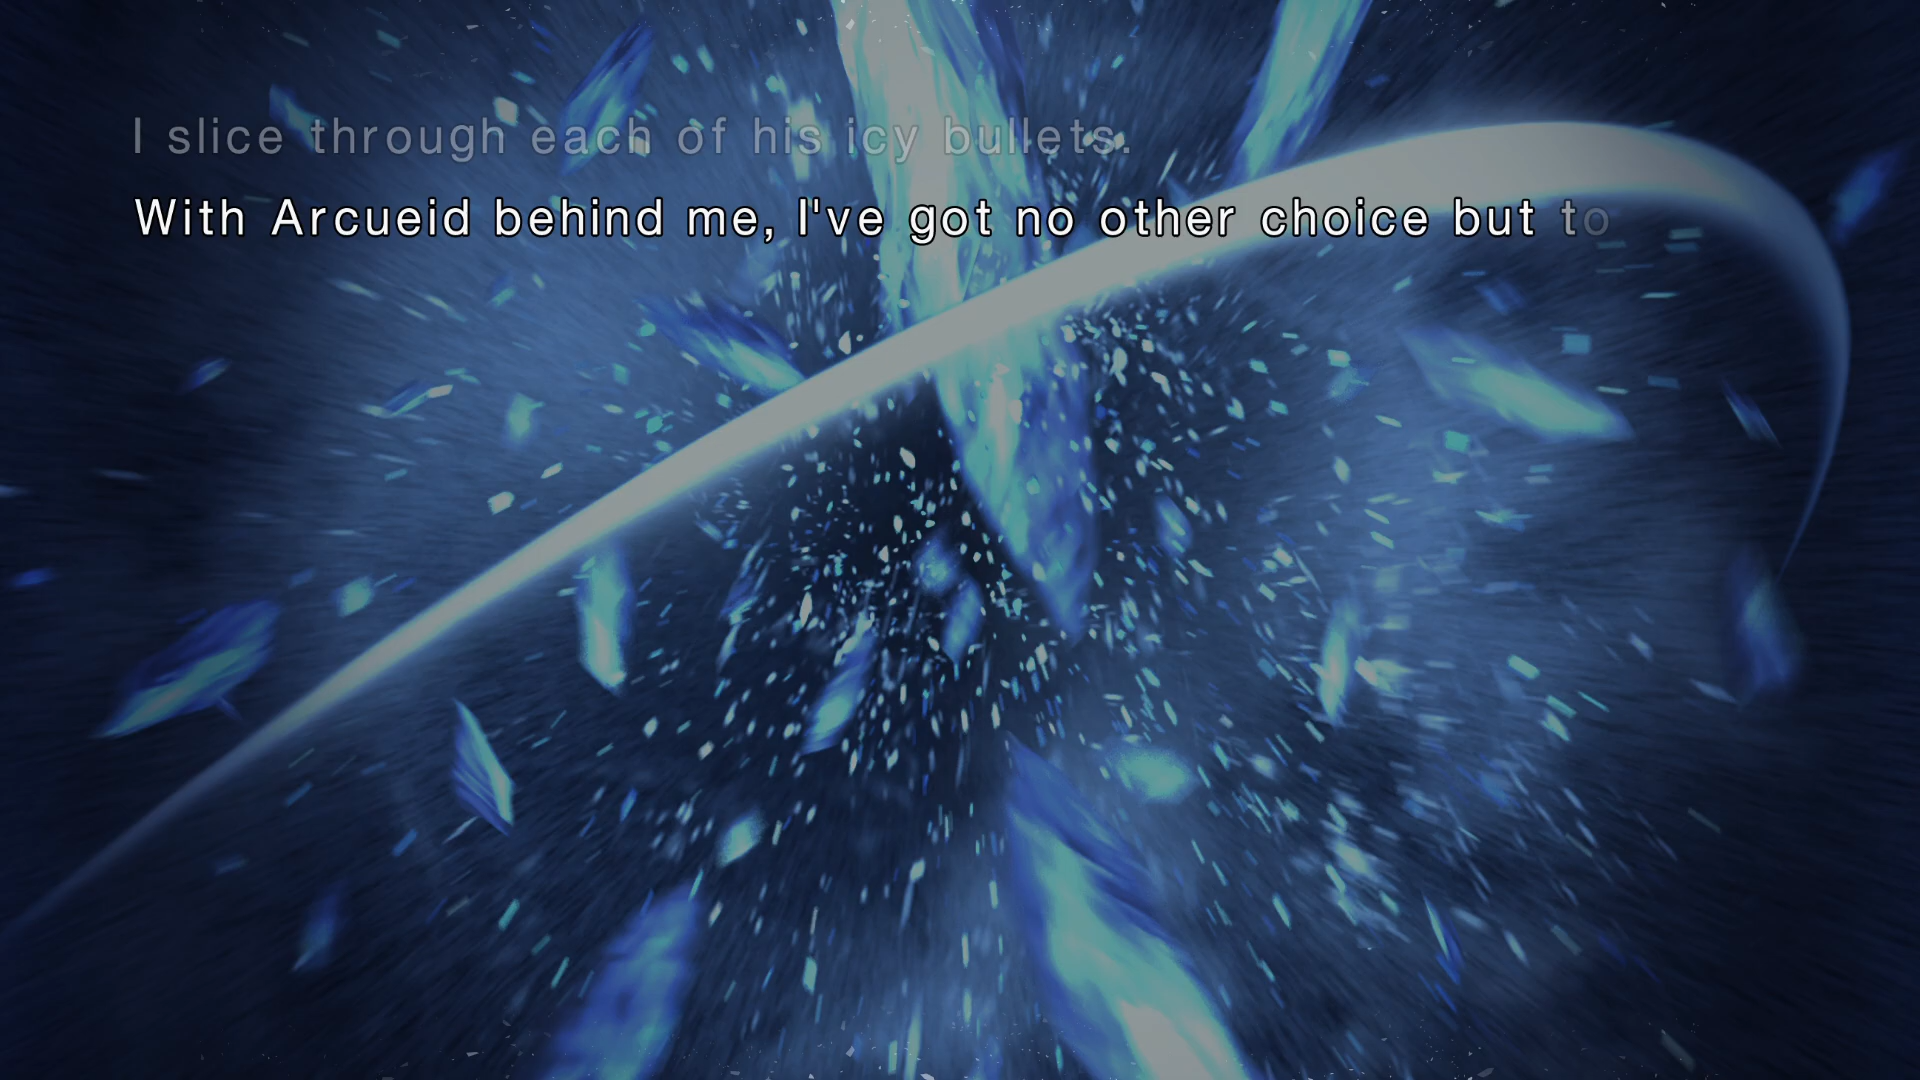 I slice through each of his icy bullets.
With Arcueid behind me, I've got no other choice but to